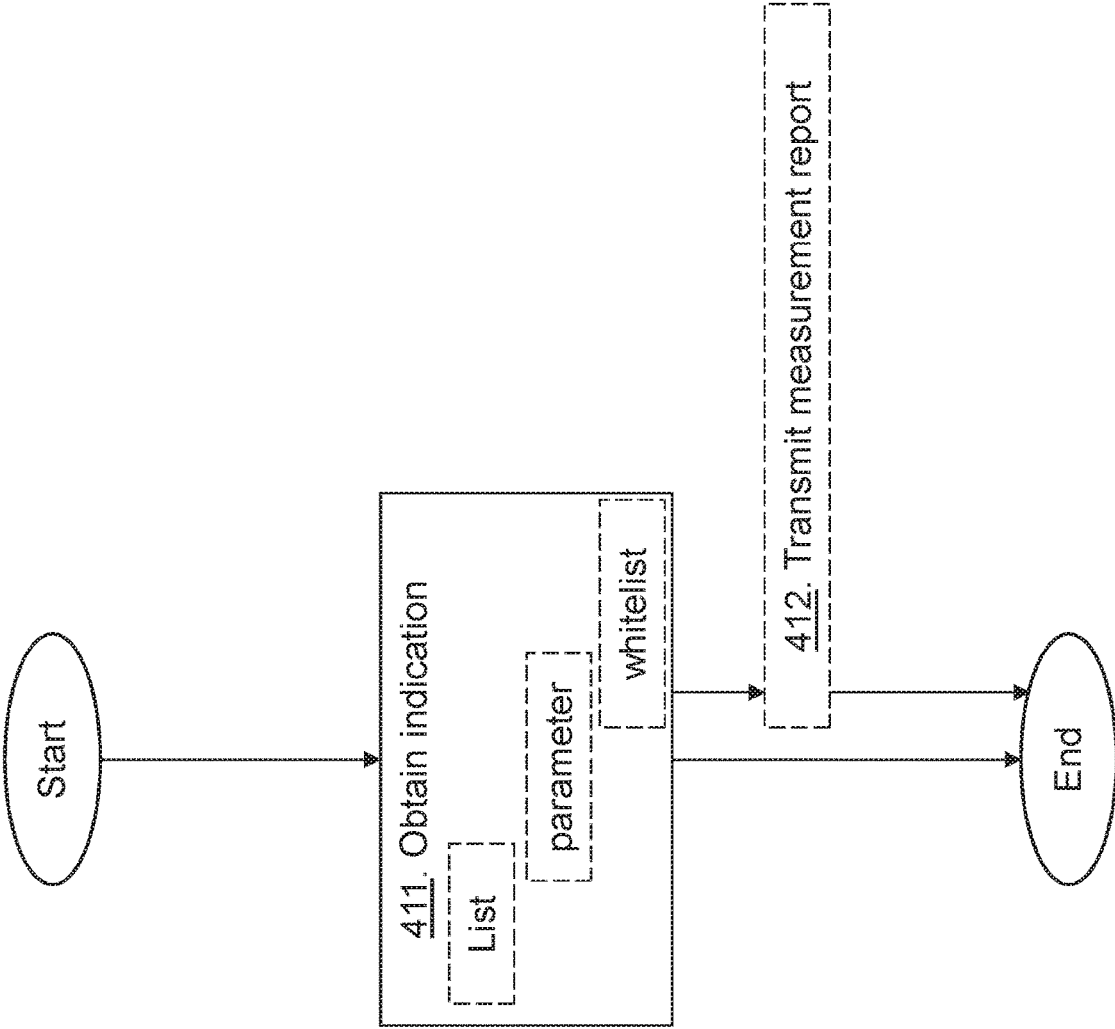 Start
411. Obtain indication
List
parameter
whitelist
412. Transmit measurement report
End